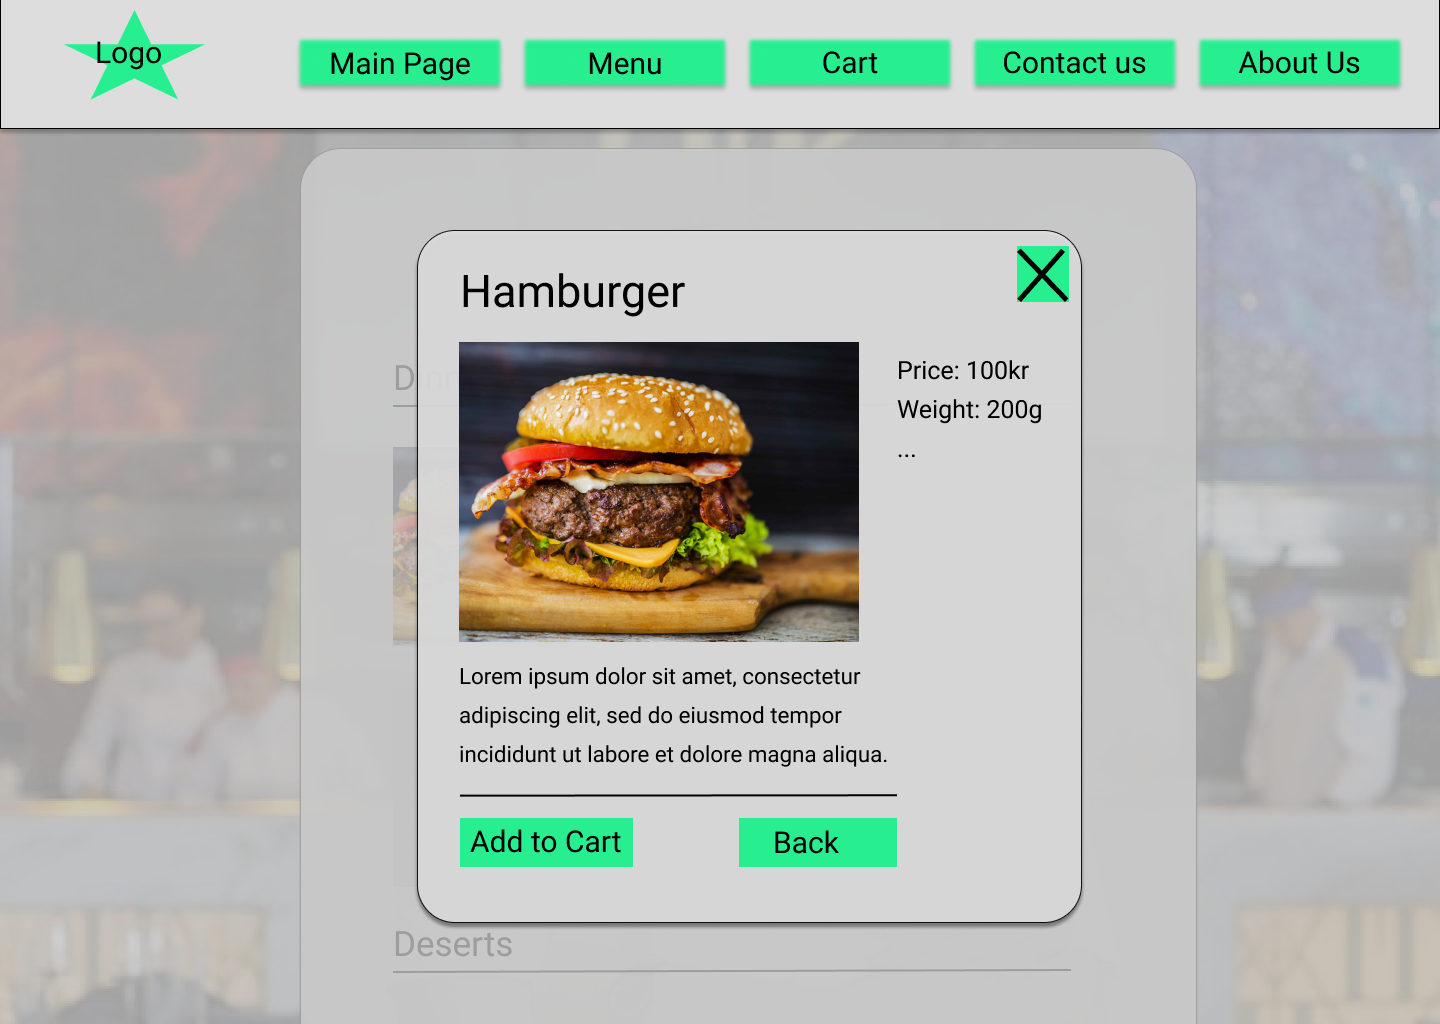 Logo
Main Page
Menu
Cart
Contact us
About Us
Hamburger
Price: 100kr
Weight: 200g
...
Lorem ipsum dolor sit amet, consectetur
adipiscing elit, sed do eiusmod tempor
incididunt ut labore et dolore magna aliqua.
Add to Cart
Back
Deserts